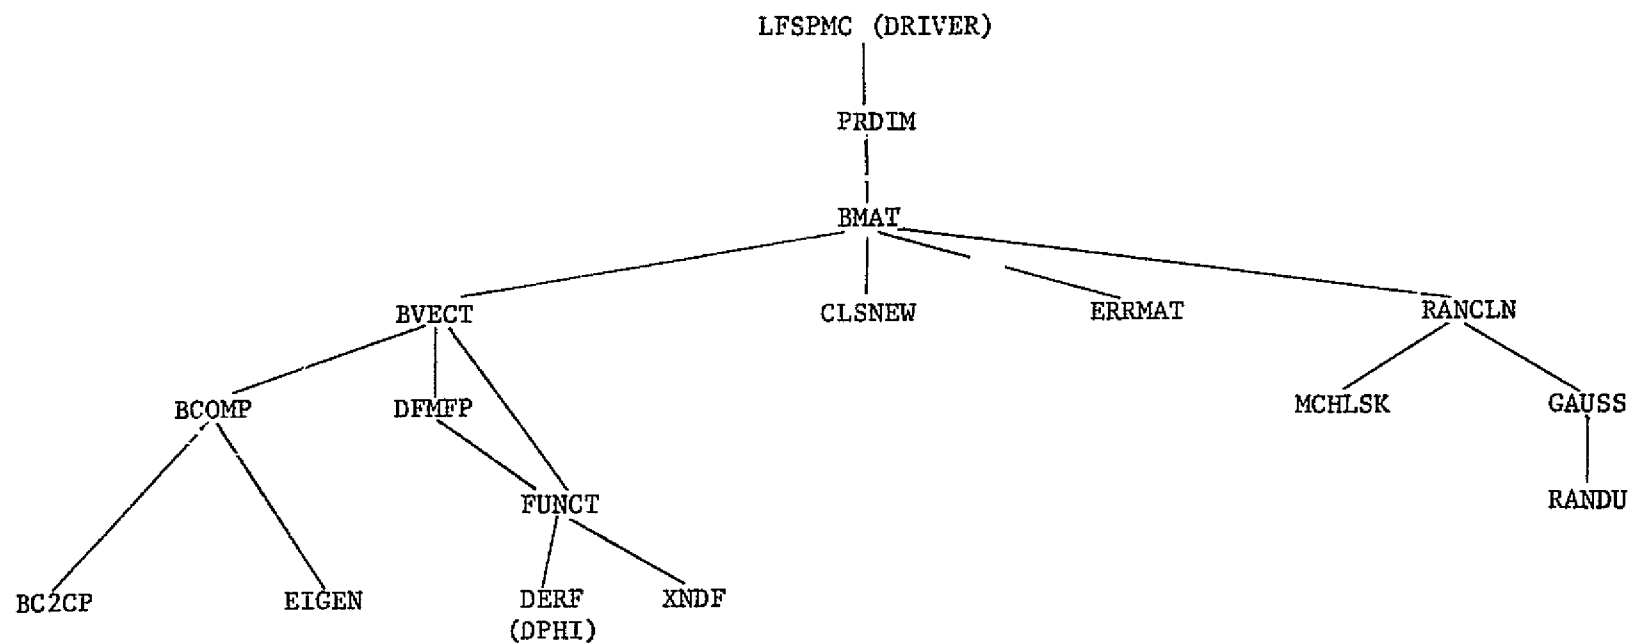 LFSPMC (DRIVER)
PRDIM
BMAT
BVECT
CLSNEW
ERRMAT
RANCLN
BCOMP
DFMFP
MCHLSK
GAUSS
FUNCT
RANDU
BC2CP
EIGEN
DERF
(DPHI)
XNDF